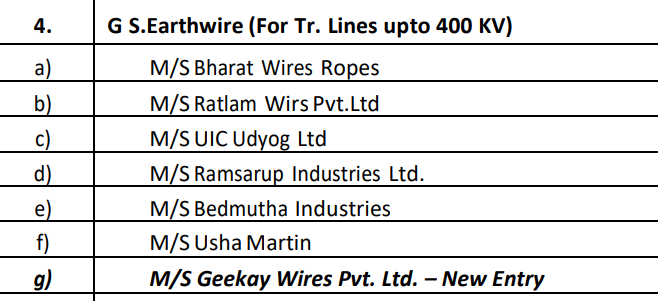 4. G S.Earthwire (For Tr. Lines upto 400 KV)
a) M/S Bharat Wires Ropes
b) M/S Ratlam Wirs Pvt.Ltd
c) M/S UIC Udyog Ltd
d) M/S Ramsarup Industries Ltd.
e) M/S Bedmutha Industries
f) M/S Usha Martin
g) M/S Geekay Wires Pvt. Ltd. – New Entry